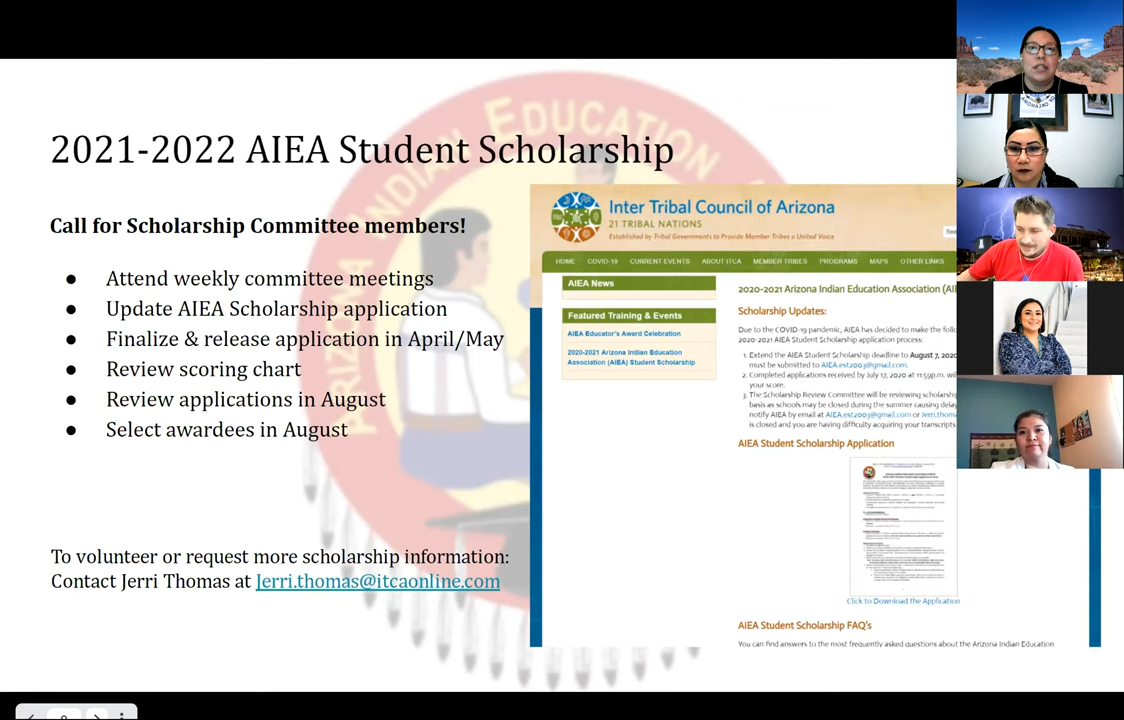 2021-2022 AIEA Student Scholarship
Call for Scholarship Committee members!
● Attend weekly committee meetings
● Update AIEA Scholarship application
● Finalize & release application in April/May
● Review scoring chart
● Review applications in August
● Select awardees in August
To volunteer or request more scholarship information:
Contact Jerri Thomas at Jerri.thomas@itcaonline.com
ARIZONA INDIAN EDUCATION
Inter Tribal Council of Arizona
21 TRIBAL NATIONS
Established by Tribal Governments to Provide Member Tribes a United Voice
Sea
HOME COVID-19 CURRENT EVENTS ABOUT ITCA MEMBER TRIBES PROGRAMS MAPS OTHER LINKS
AIEA News
Featured Training & Events
AIEA Educator's Award Celebration
2020-2021 Arizona Indian Education
Association (AIEA) Student Scholarship
2020-2021 Arizona Indian Education Association (AIE
Scholarship Updates:
Due to the COVID-19 pandemic, AIEA has decided to make the follo
2020-2021 AIEA Student Scholarship application process:
1. Extend the AIEA Student Scholarship deadline to August 7, 2020
must be submitted to AIEA.est2003@gmail.com.
2. Completed applications received by July 17, 2020 at 11:59p.m. wil
your score.
3. The Scholarship Review Committee will be reviewing scholarship
basis as schools may be closed during the summer causing delay
notify AIEA by email at AIEA.est2003@gmail.com or Jerri.thom
is closed and you are having difficulty acquiring your transcripts
AIEA Student Scholarship Application
Click to Download the Application
AIEA Student Scholarship FAQ's
You can find answers to the most frequently asked questions about the Arizona Indian Education